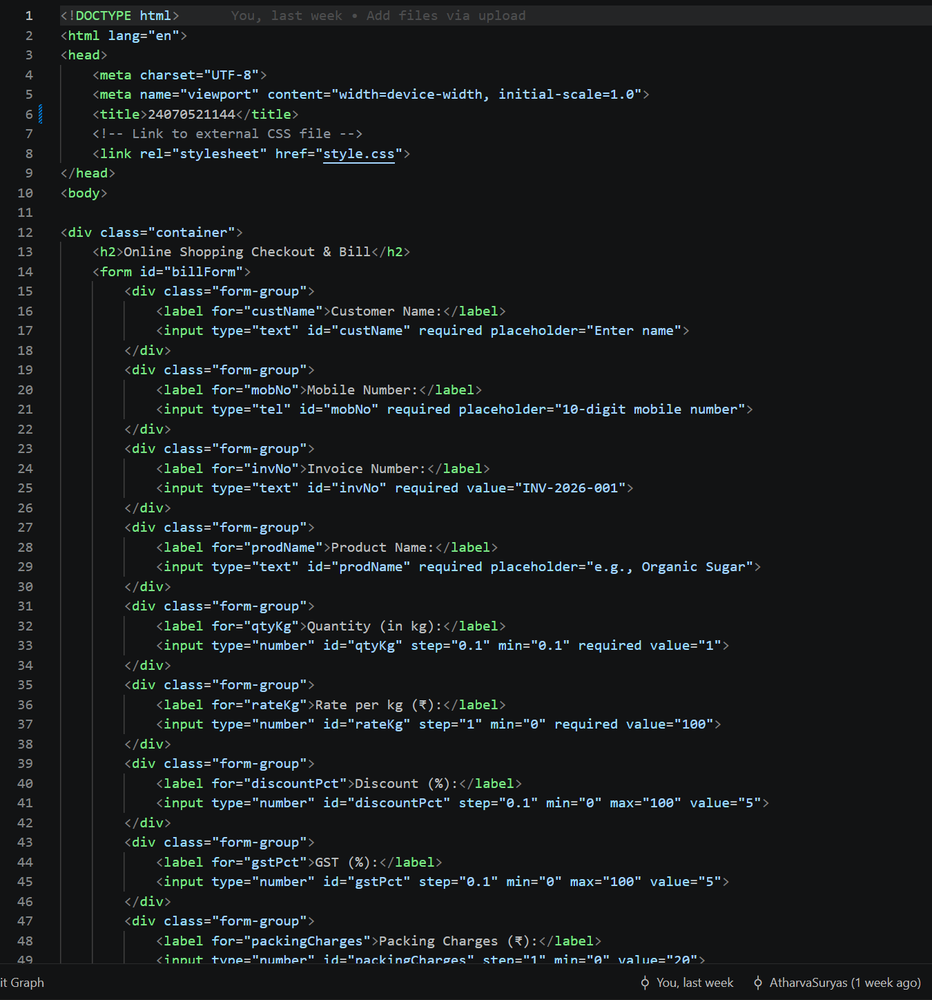 1 <!DOCTYPE html> You, last week • Add files via upload
2 <html lang="en">
3 <head>
4 <meta charset="UTF-8">
5 <meta name="viewport" content="width=device-width, initial-scale=1.0">
6 <title>24070521144</title>
7 <!-- Link to external CSS file -->
8 <link rel="stylesheet" href="style.css">
9 </head>
10 <body>
11
12 <div class="container">
13 <h2>Online Shopping Checkout & Bill</h2>
14 <form id="billForm">
15 <div class="form-group">
16 <label for="custName">Customer Name:</label>
17 <input type="text" id="custName" required placeholder="Enter name">
18 </div>
19 <div class="form-group">
20 <label for="mobNo">Mobile Number:</label>
21 <input type="tel" id="mobNo" required placeholder="10-digit mobile number">
22 </div>
23 <div class="form-group">
24 <label for="invNo">Invoice Number:</label>
25 <input type="text" id="invNo" required value="INV-2026-001">
26 </div>
27 <div class="form-group">
28 <label for="prodName">Product Name:</label>
29 <input type="text" id="prodName" required placeholder="e.g., Organic Sugar">
30 </div>
31 <div class="form-group">
32 <label for="qtyKg">Quantity (in kg):</label>
33 <input type="number" id="qtyKg" step="0.1" min="0.1" required value="1">
34 </div>
35 <div class="form-group">
36 <label for="rateKg">Rate per kg (₹):</label>
37 <input type="number" id="rateKg" step="1" min="0" required value="100">
38 </div>
39 <div class="form-group">
40 <label for="discountPct">Discount (%):</label>
41 <input type="number" id="discountPct" step="0.1" min="0" max="100" value="5">
42 </div>
43 <div class="form-group">
44 <label for="gstPct">GST (%):</label>
45 <input type="number" id="gstPct" step="0.1" min="0" max="100" value="5">
46 </div>
47 <div class="form-group">
48 <label for="packingCharges">Packing Charges (₹):</label>
49 <input type="number" id="packingCharges" step="1" min="0" value="20">
it Graph You, last week AtharvaSuryas (1 week ago)